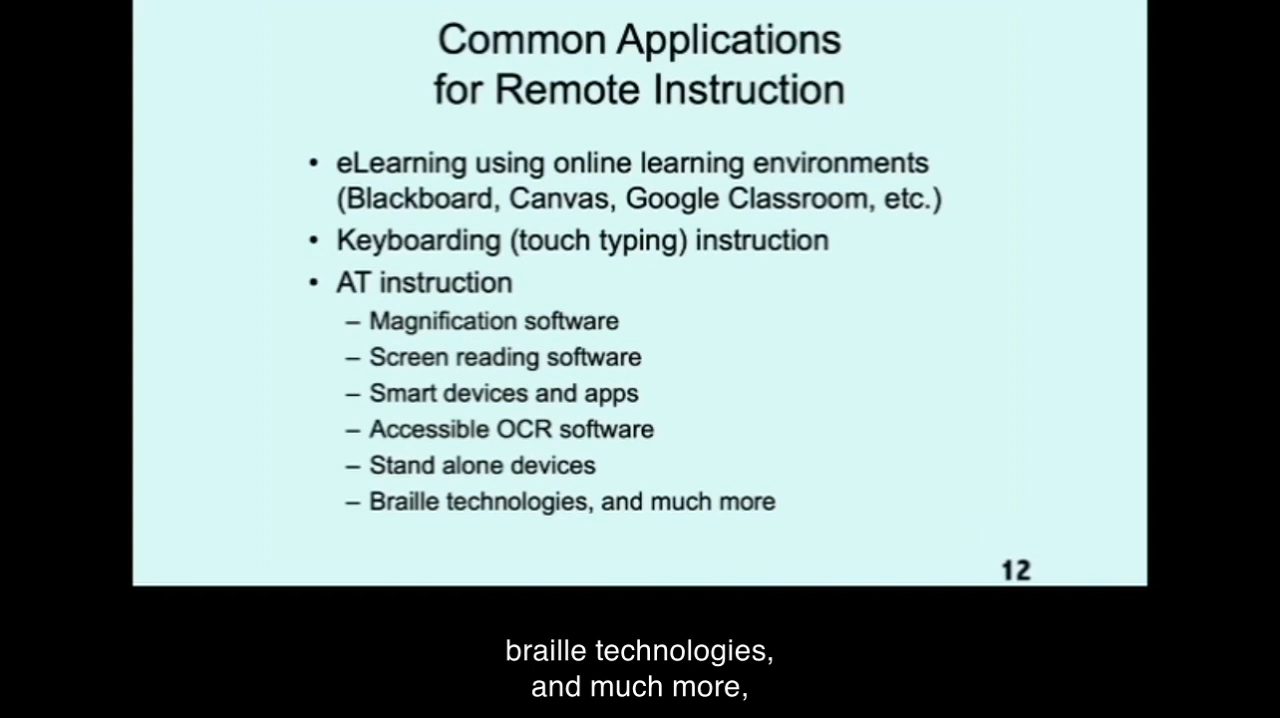 Common Applications
for Remote Instruction
• eLearning using online learning environments
(Blackboard, Canvas, Google Classroom, etc.)
• Keyboarding (touch typing) instruction
• AT instruction
– Magnification software
– Screen reading software
– Smart devices and apps
– Accessible OCR software
– Stand alone devices
– Braille technologies, and much more
12
braille technologies,
and much more,